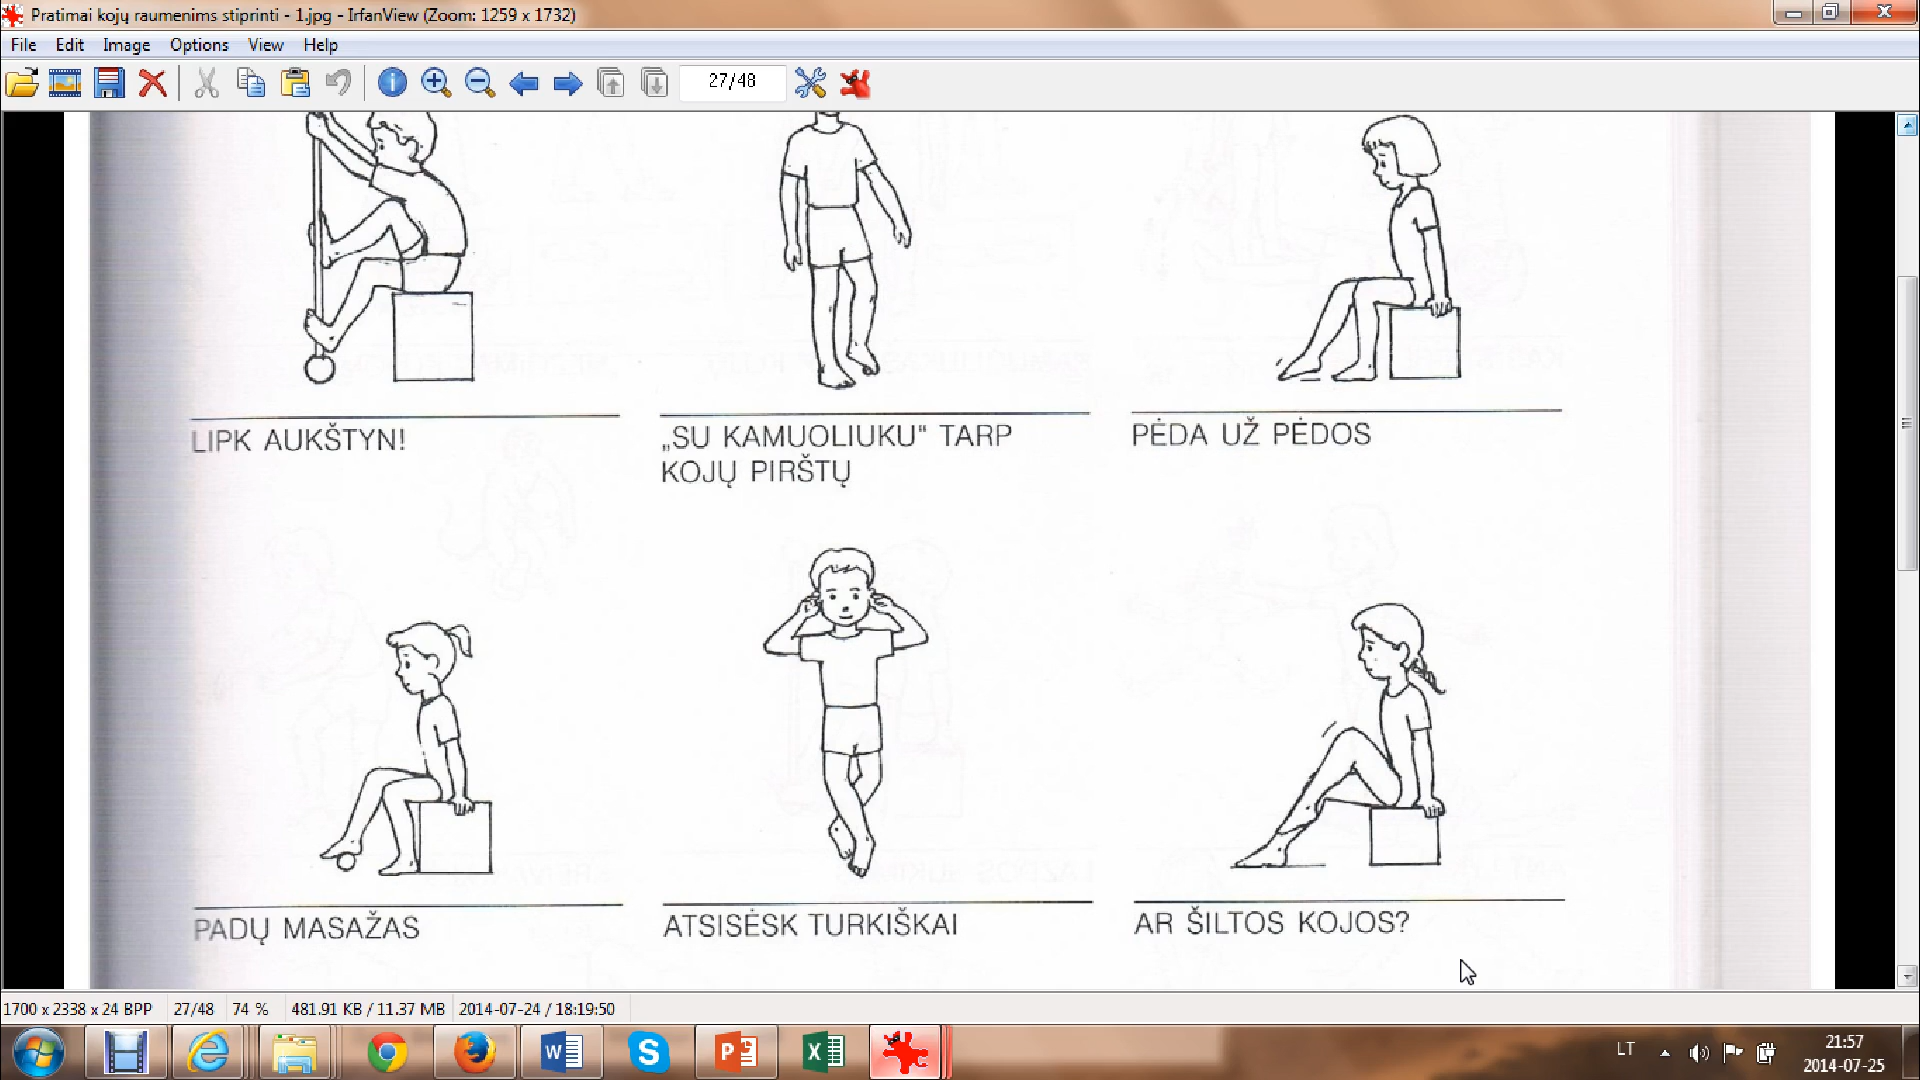 Pratimai kojų raumenims stiprinti - 1.jpg - IrfanView (Zoom: 1259 x 1732)
File Edit Image Options View Help
27/48
LIPK AUKŠTYN!
„SU KAMUOLIUKU" TARP
KOJŲ PIRŠTŲ
PĖDA UŽ PĖDOS
PADŲ MASAŽAS
ATSISĖSK TURKIŠKAI
AR ŠILTOS KOJOS?
1700 x 2338 x 24 BPP 27/48 74 % 481.91 KB / 11.37 MB 2014-07-24 / 18:19:50
LT
21:57
2014-07-25